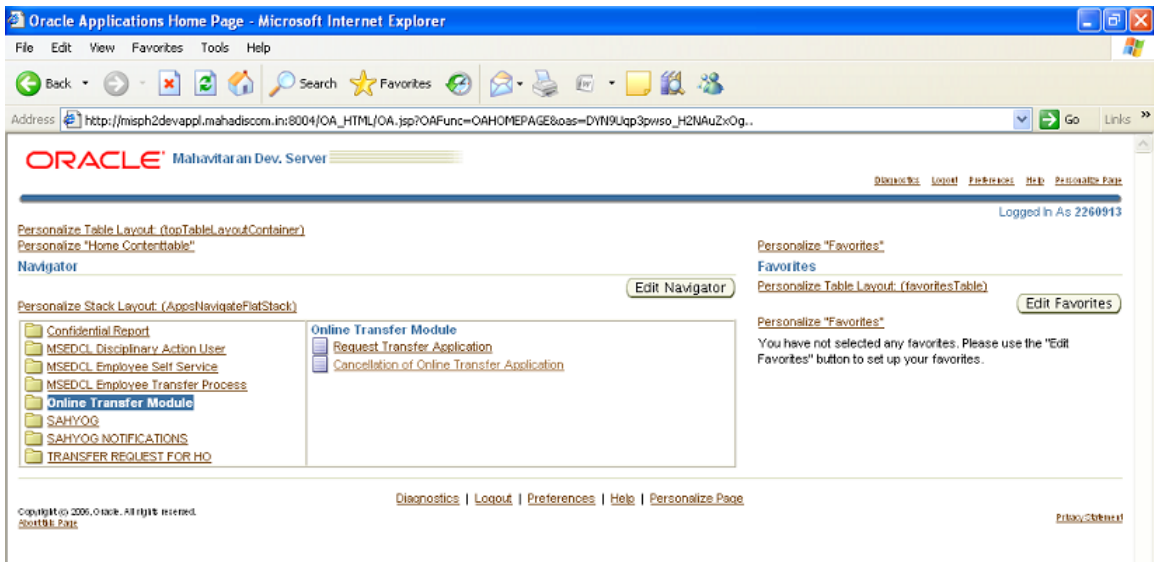 Oracle Applications Home Page - Microsoft Internet Explorer
File Edit View Favorites Tools Help
Back Search Favorites
Address http://misph2devappl.mahadiscom.in:8004/OA_HTML/OA.jsp?OAFunc=OAHOMEPAGE&oas=DYN9Uqp3pwso_H2NAuZxOg.. Go Links »
ORACLE® Mahavitaran Dev. Server
Diagnostics Logout Preferences Help Personalize Page
Logged In As 2260913
Personalize Table Layout: (topTableLayoutContainer)
Personalize "Home Contenttable"
Navigator
Edit Navigator
Personalize Stack Layout: (AppsNavigateFlatStack)
Confidential Report
MSEDCL Disciplinary Action User
MSEDCL Employee Self Service
MSEDCL Employee Transfer Process
Online Transfer Module
SAHYOG
SAHYOG NOTIFICATIONS
TRANSFER REQUEST FOR HO
Online Transfer Module
Request Transfer Application
Cancellation of Online Transfer Application
Personalize "Favorites"
Favorites
Personalize Table Layout: (favoritesTable)
Edit Favorites
Personalize "Favorites"
You have not selected any favorites. Please use the "Edit
Favorites" button to set up your favorites.
Diagnostics | Logout | Preferences | Help | Personalize Page
Copyright (c) 2006, Oracle. All rights reserved.
About this Page
Privacy Statement